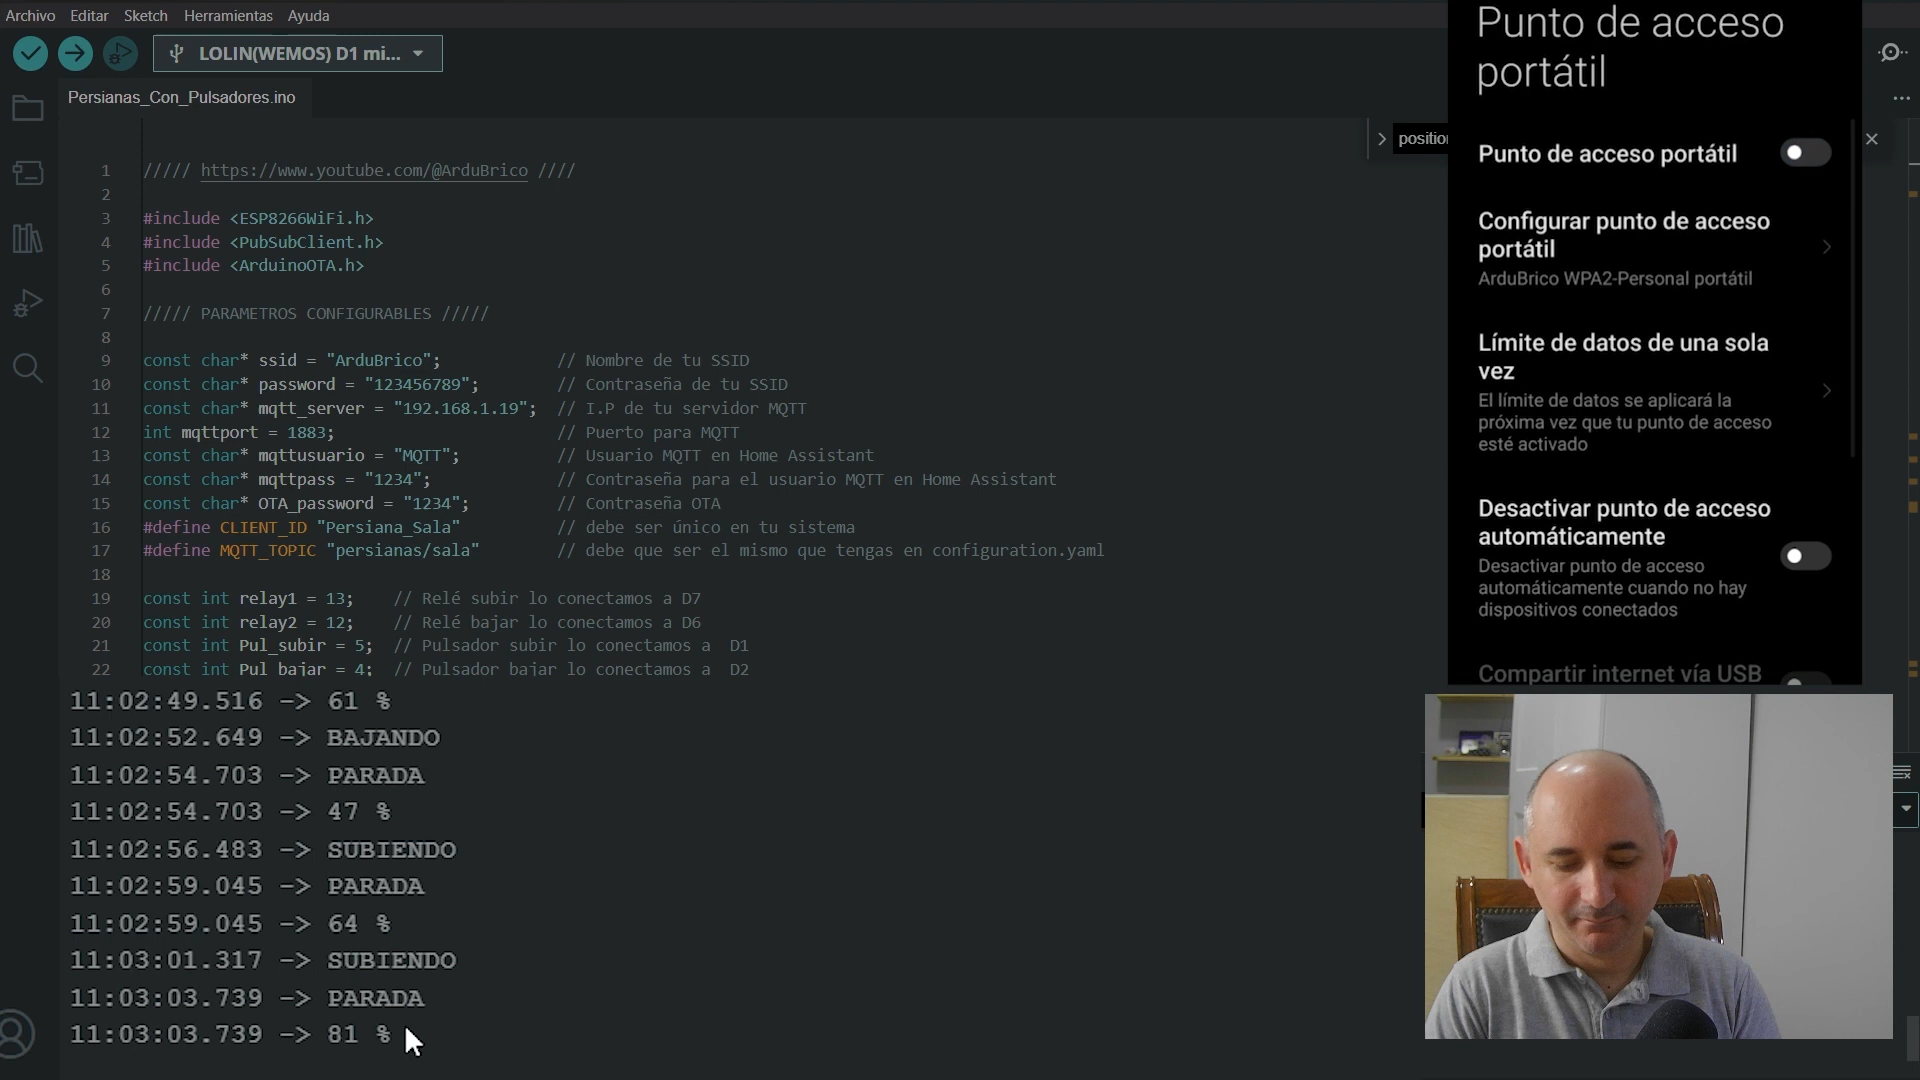 Archivo Editar Sketch Herramientas Ayuda
LOLIN(WEMOS) D1 mi...
Persianas_Con_Pulsadores.ino
1 ///// https://www.youtube.com/@ArduBrico ////
2
3 #include <ESP8266WiFi.h>
4 #include <PubSubClient.h>
5 #include <ArduinoOTA.h>
6
7 ///// PARAMETROS CONFIGURABLES /////
8
9 const char* ssid = "ArduBrico"; // Nombre de tu SSID
10 const char* password = "123456789"; // Contraseña de tu SSID
11 const char* mqtt_server = "192.168.1.19"; // I.P de tu servidor MQTT
12 int mqttport = 1883; // Puerto para MQTT
13 const char* mqttusuario = "MQTT"; // Usuario MQTT en Home Assistant
14 const char* mqttpass = "1234"; // Contraseña para el usuario MQTT en Home Assistant
15 const char* OTA_password = "1234"; // Contraseña OTA
16 #define CLIENT_ID "Persiana_Sala" // debe ser único en tu sistema
17 #define MQTT_TOPIC "persianas/sala" // debe que ser el mismo que tengas en configuration.yaml
18
19 const int relay1 = 13; // Relé subir lo conectamos a D7
20 const int relay2 = 12; // Relé bajar lo conectamos a D6
21 const int Pul_subir = 5; // Pulsador subir lo conectamos a D1
22 const int Pul bajar = 4; // Pulsador bajar lo conectamos a D2
11:02:49.516 -> 61 %
11:02:52.649 -> BAJANDO
11:02:54.703 -> PARADA
11:02:54.703 -> 47 %
11:02:56.483 -> SUBIENDO
11:02:59.045 -> PARADA
11:02:59.045 -> 64 %
11:03:01.317 -> SUBIENDO
11:03:03.739 -> PARADA
11:03:03.739 -> 81 %
position
Punto de acceso
portátil
Punto de acceso portátil
Configurar punto de acceso
portátil
ArduBrico WPA2-Personal portátil
Límite de datos de una sola
vez
El límite de datos se aplicará la
próxima vez que tu punto de acceso
esté activado
Desactivar punto de acceso
automáticamente
Desactivar punto de acceso
automáticamente cuando no hay
dispositivos conectados
Compartir internet vía USB